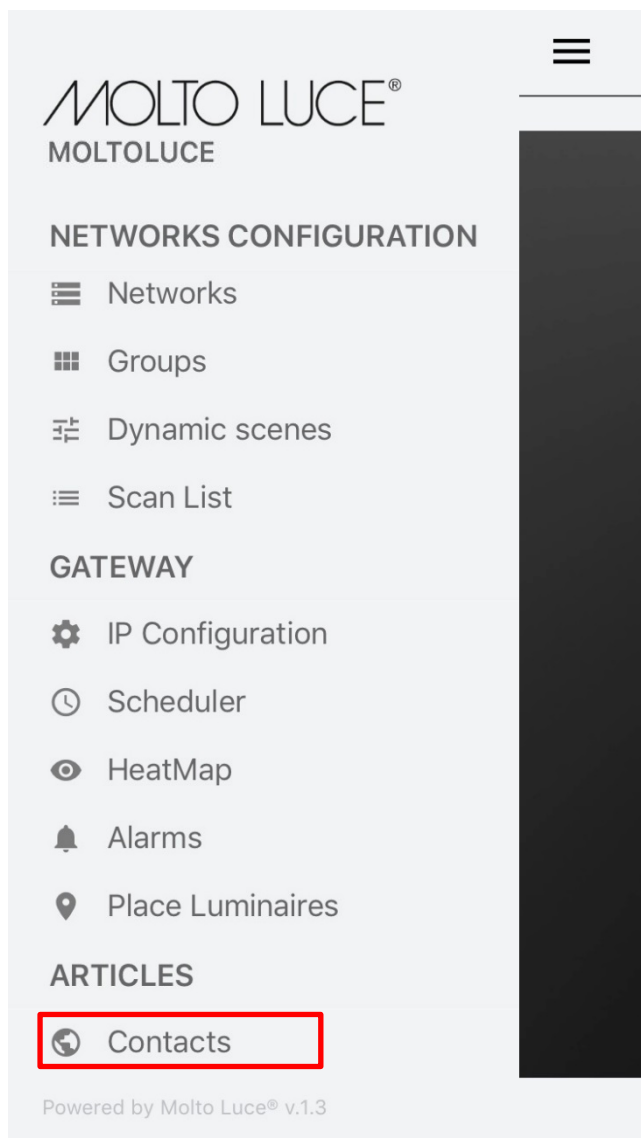 MOLTO LUCE®
MOLTOLUCE
NETWORKS CONFIGURATION
Networks
Groups
Dynamic scenes
Scan List
GATEWAY
IP Configuration
Scheduler
HeatMap
Alarms
Place Luminaires
ARTICLES
Contacts
Powered by Molto Luce® v.1.3